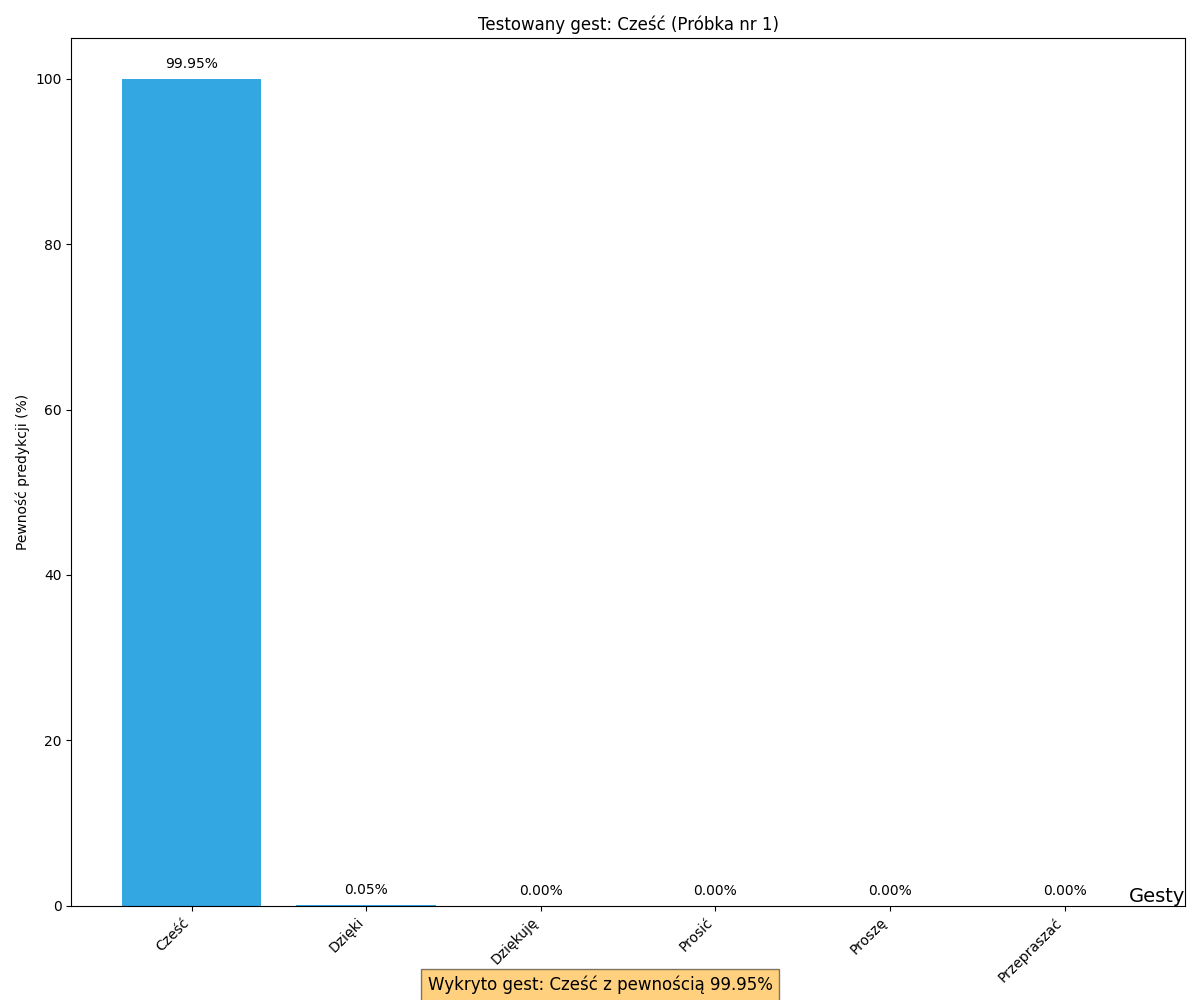 Testowany gest: Cześć (Próbka nr 1)
99.95%
100
80
60
40
20
0
Pewność predykcji (%)
0.05%
0.00%
0.00%
0.00%
0.00%
Gesty
Cześć
Dzięki
Dziękuję
Prosić
Proszę
Przepraszać
Wykryto gest: Cześć z pewnością 99.95%